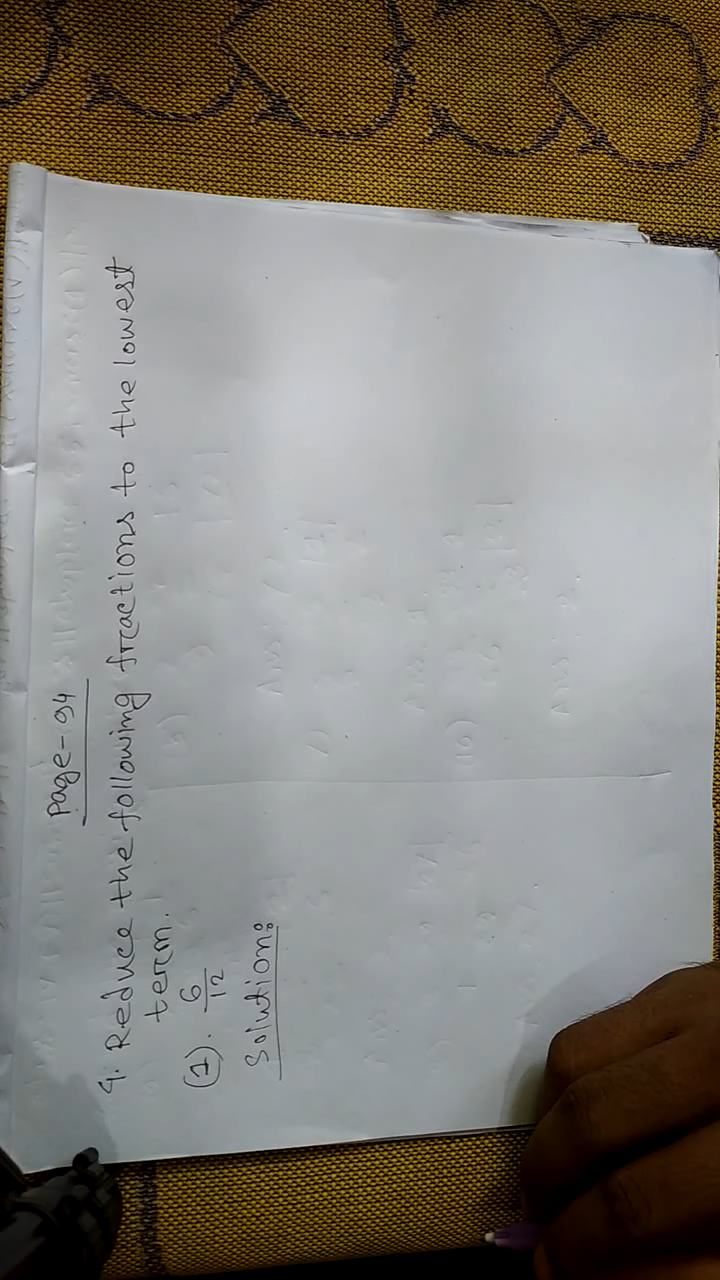 Page-94
4. Reduce the following fractions to the lowest
term.
(1). 6/12
Solution: